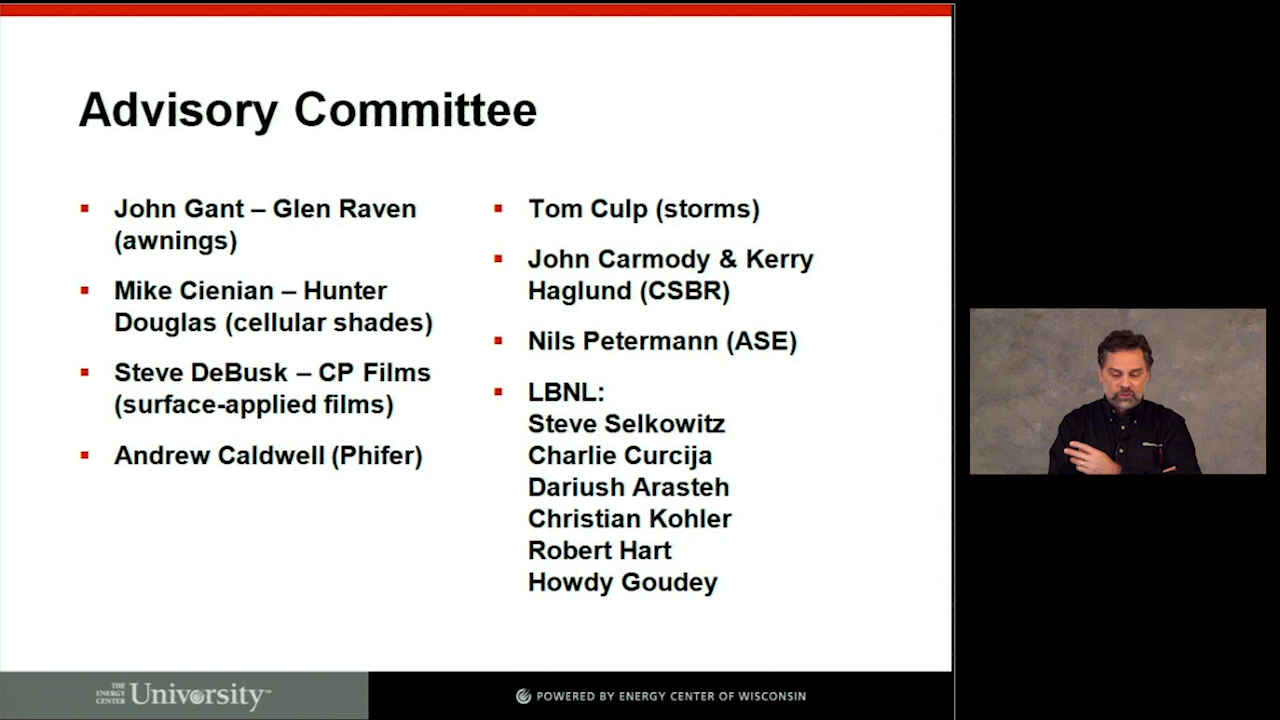 Advisory Committee
John Gant – Glen Raven
(awnings)
Mike Cienian – Hunter
Douglas (cellular shades)
Steve DeBusk – CP Films
(surface-applied films)
Andrew Caldwell (Phifer)
Tom Culp (storms)
John Carmody & Kerry
Haglund (CSBR)
Nils Petermann (ASE)
LBNL:
Steve Selkowitz
Charlie Curcija
Dariush Arasteh
Christian Kohler
Robert Hart
Howdy Goudey
THE
ENERGY
CENTER
University™
POWERED BY ENERGY CENTER OF WISCONSIN